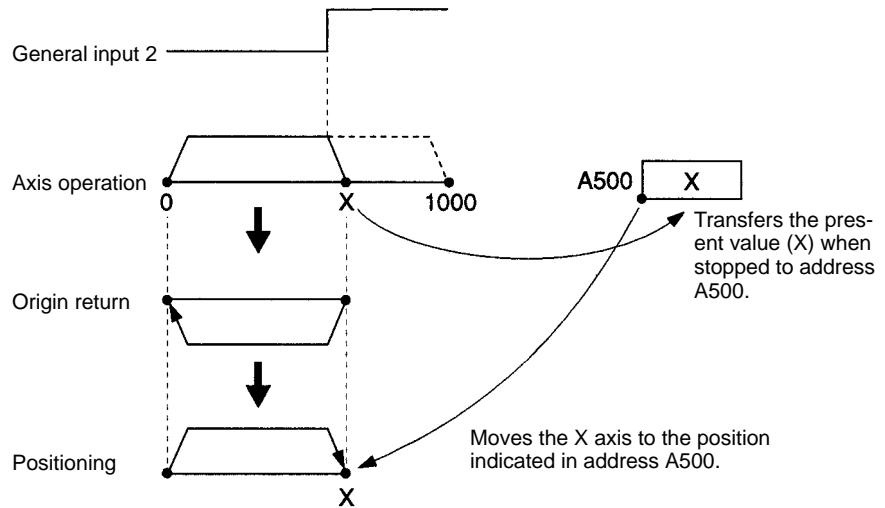 General input 2
Axis operation
0
X
1000
A500
X
Transfers the pres-
ent value (X) when
stopped to address
A500.
Origin return
Positioning
X
Moves the X axis to the position
indicated in address A500.